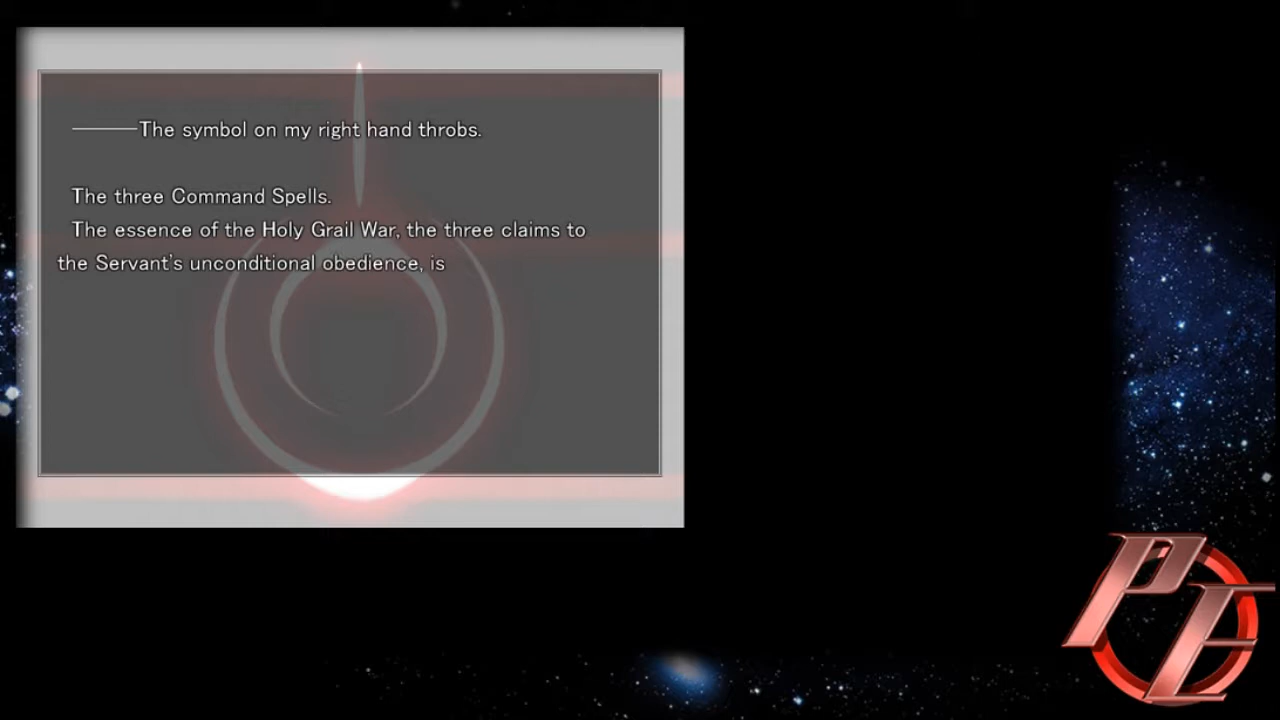 ————The symbol on my right hand throbs.
The three Command Spells.
The essence of the Holy Grail War, the three claims to
the Servant's unconditional obedience, is
PE